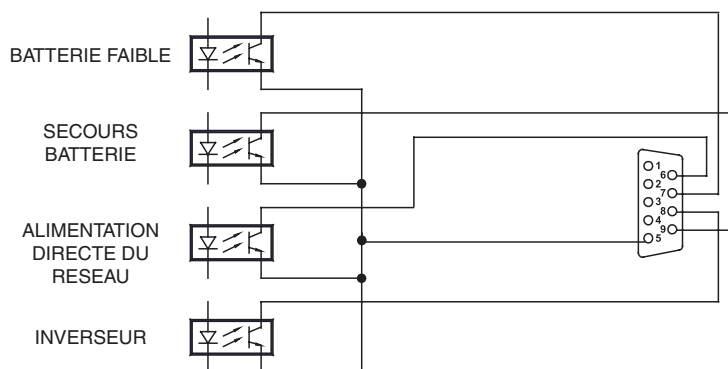 BATTERIE FAIBLE
SECOURS
BATTERIE
ALIMENTATION
DIRECTE DU
RESEAU
INVERSEUR
1
6
2
7
3
8
4
9
5